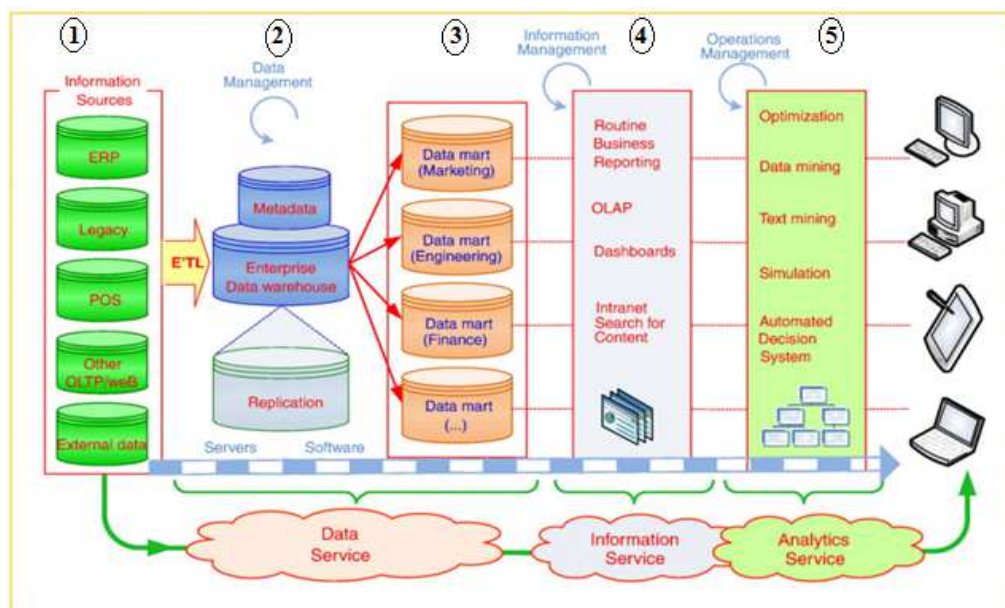 1
2
3
4
5
Information
Sources
ERP
Legacy
POS
Other
OLTP/weB
External data
E'TL
Data
Management
Metadata
Enterprise
Data warehouse
Replication
Servers
Software
Data mart
(Marketing)
Data mart
(Engineering)
Data mart
(Finance)
Data mart
(...)
Information
Management
Routine
Business
Reporting
OLAP
Dashboards
Intranet
Search for
Content
Operations
Management
Optimization
Data mining
Text mining
Simulation
Automated
Decision
System
Data
Service
Information
Service
Analytics
Service